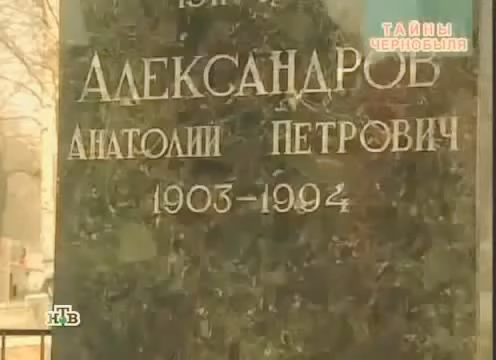 ТАЙНЫ
ЧЕРНОБЫЛЯ
АЛЕКСАНДРОВ
АНАТОЛИЙ ПЕТРОВИЧ
1903-1994
НТВ